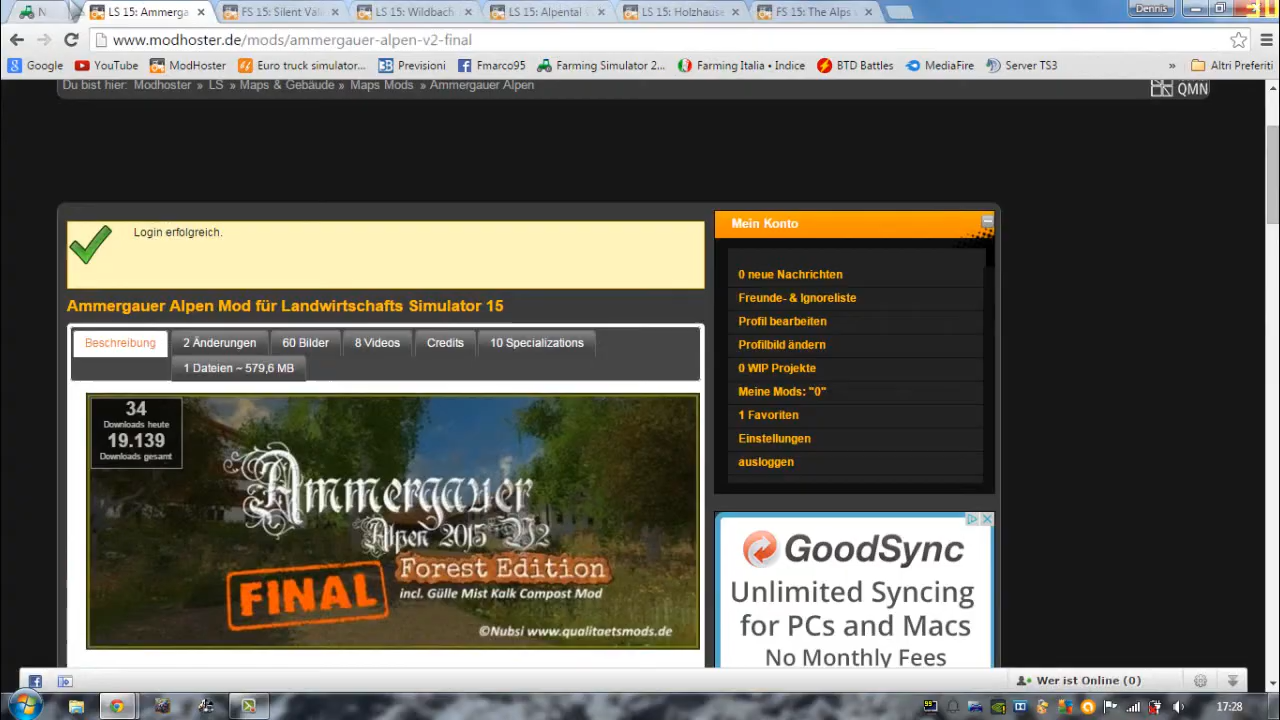 N
LS 15: Ammerga
FS 15: Silent Val
LS 15: Wildbach
LS 15: Alpental
LS 15: Holzhaus
FS 15: The Alps
Dennis
www.modhoster.de/mods/ammergauer-alpen-v2-final
Google YouTube ModHoster Euro truck simulator... Previsioni Fmarco95 Farming Simulator 2... Farming Italia • Indice BTD Battles MediaFire Server TS3 » Altri Preferiti
Du bist hier: Modhoster » LS » Maps & Gebäude » Maps Mods » Ammergauer Alpen
QMN
Login erfolgreich.
Ammergauer Alpen Mod für Landwirtschafts Simulator 15
Beschreibung 2 Änderungen 60 Bilder 8 Videos Credits 10 Specializations
1 Dateien ~ 579,6 MB
34
Downloads heute
19.139
Downloads gesamt
Ammergauer
Alpen 2015 V2
Forest Edition
FINAL
incl. Gülle Mist Kalk Compost Mod
©Nubsi www.qualitaetsmods.de
Mein Konto
0 neue Nachrichten
Freunde- & Ignoreliste
Profil bearbeiten
Profilbild ändern
0 WIP Projekte
Meine Mods: "0"
1 Favoriten
Einstellungen
ausloggen
GoodSync
Unlimited Syncing
for PCs and Macs
No Monthly Fees
Wer ist Online (0)
17:28